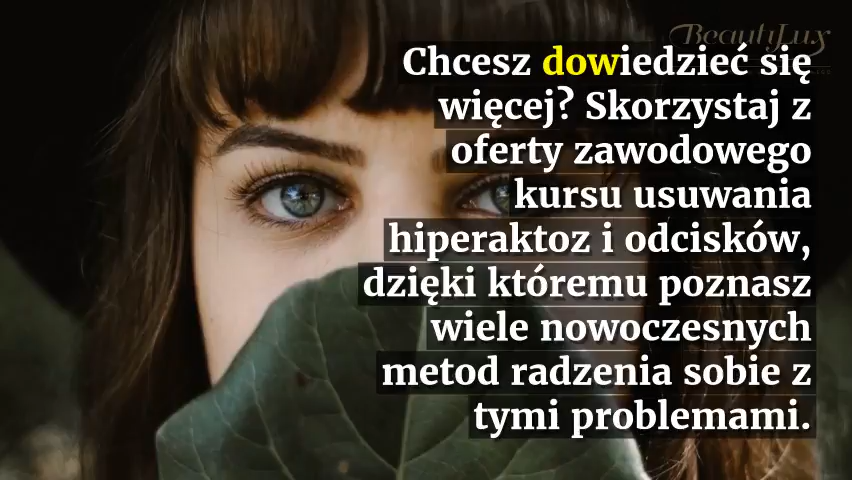 BeautyLux
Chcesz dowiedzieć się
więcej? Skorzystaj z
oferty zawodowego
kursu usuwania
hiperaktoz i odcisków,
dzięki któremu poznasz
wiele nowoczesnych
metod radzenia sobie z
tymi problemami.